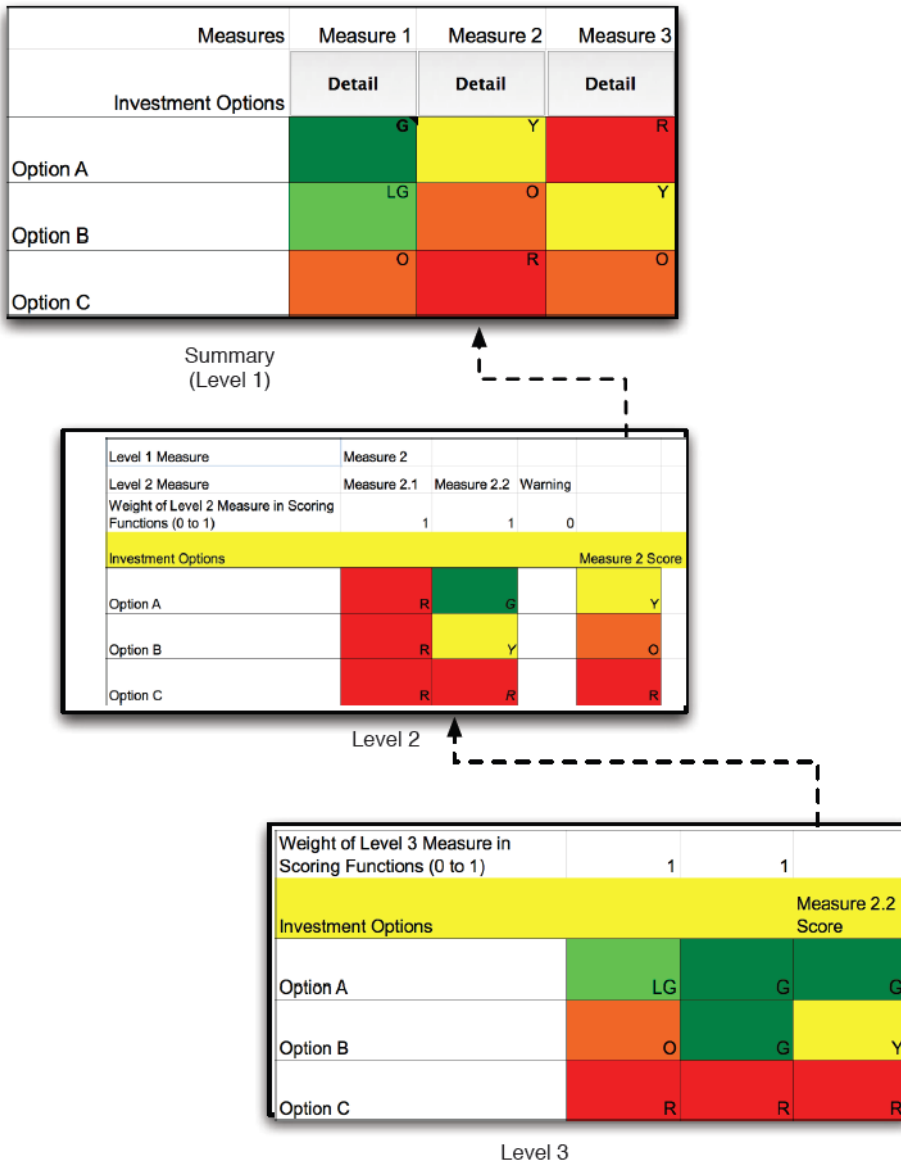 Measures Measure 1 Measure 2 Measure 3
Detail Detail Detail
Investment Options
G Y R
Option A
LG O Y
Option B
O R O
Option C
Summary
(Level 1)
Level 1 Measure Measure 2
Level 2 Measure Measure 2.1 Measure 2.2 Warning
Weight of Level 2 Measure in Scoring
Functions (0 to 1) 1 1 0
Investment Options Measure 2 Score
Option A R G Y
Option B R Y O
Option C R R R
Level 2
Weight of Level 3 Measure in
Scoring Functions (0 to 1) 1 1
Measure 2.2
Investment Options Score
Option A LG G G
Option B O G Y
Option C R R R
Level 3